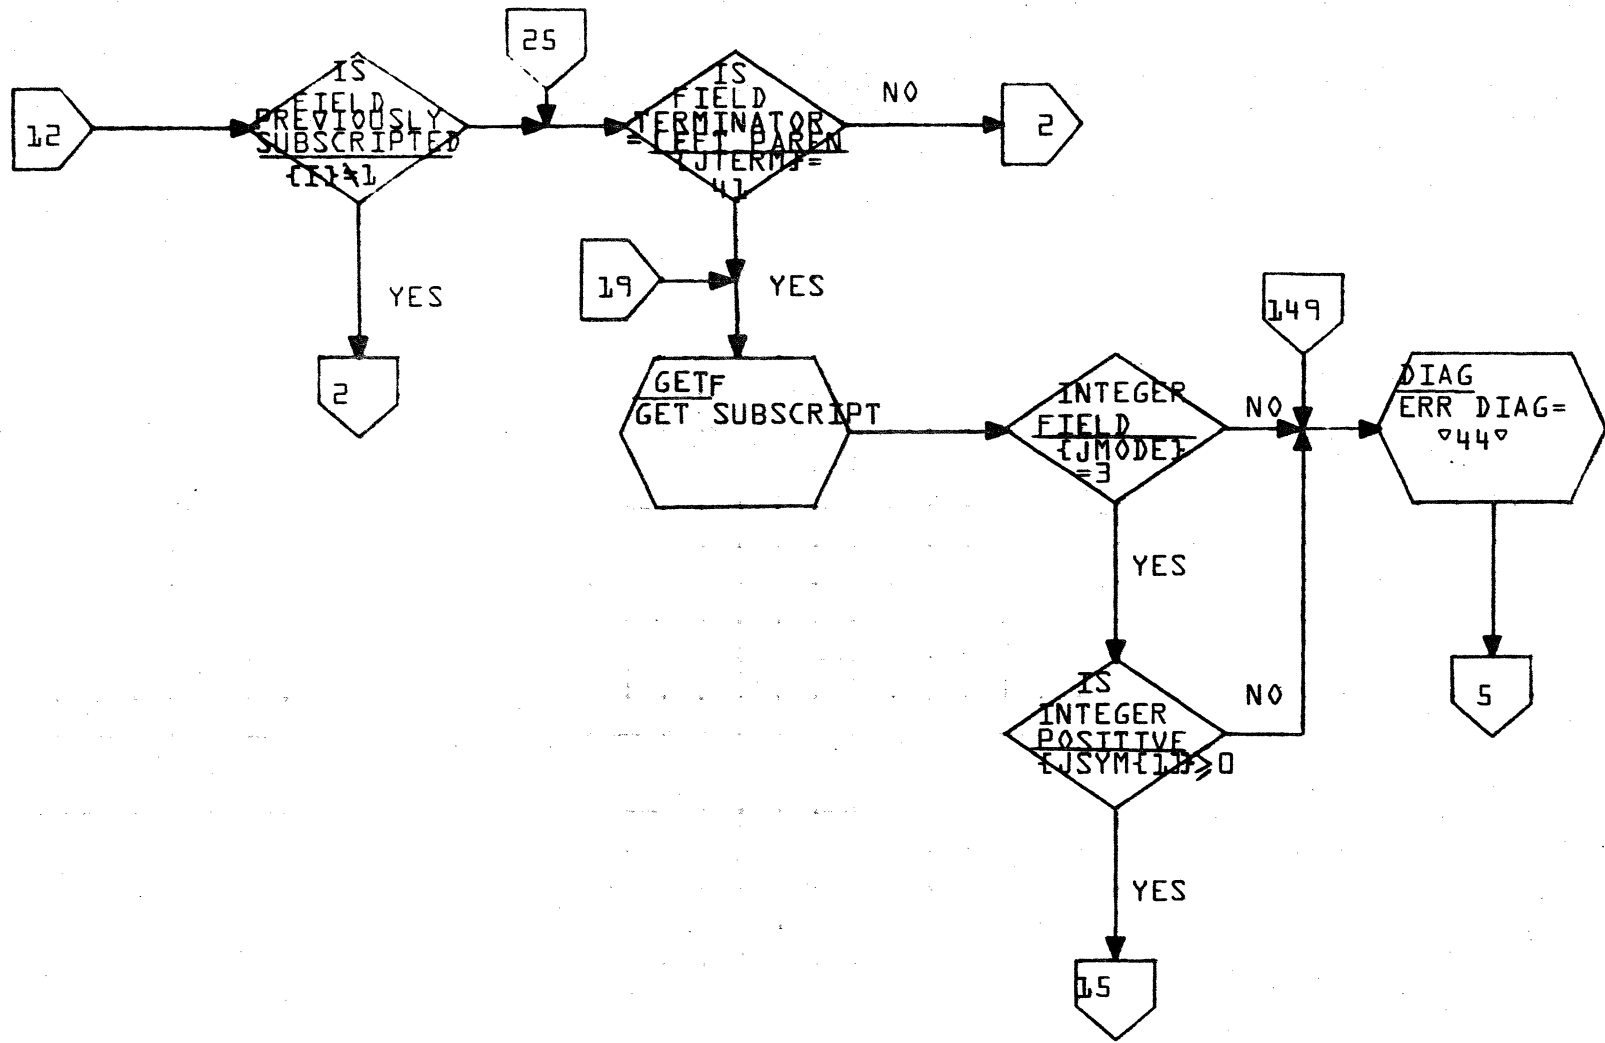 12
IS
FIELD
PREVIOUSLY
SUBSCRIPTED
{I}≠1
YES
2
25
IS
FIELD
TERMINATOR
= LEFT PAREN
{JTERM}=
41
NO
2
19
YES
GETF
GET SUBSCRIPT
INTEGER
FIELD
{JMODE}
=3
NO
149
DIAG
ERR DIAG=
▿44▿
5
YES
IS
INTEGER
POSITIVE
{JSYM{1}}⩾0
NO
YES
15